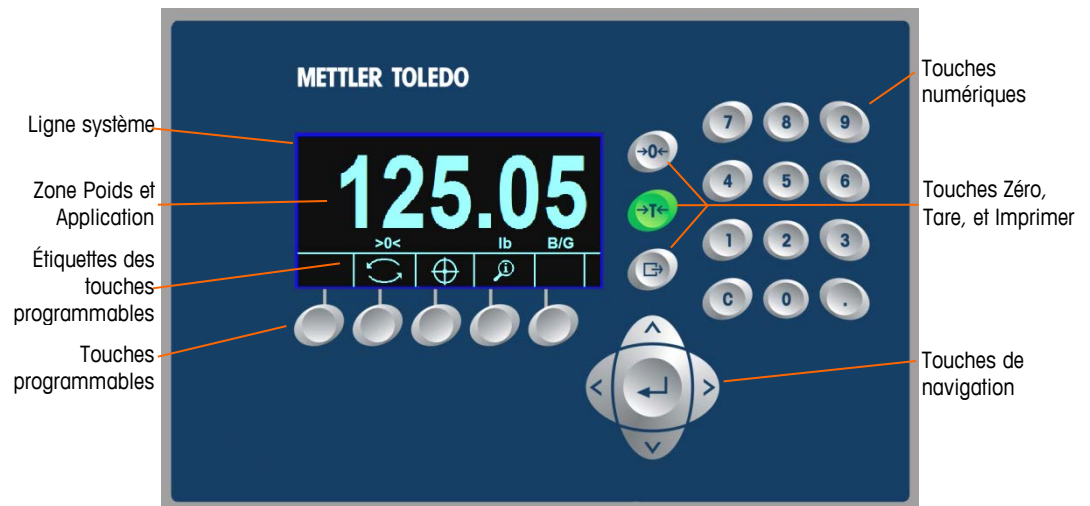 METTLER TOLEDO
Ligne système
Zone Poids et
Application
Étiquettes des
touches
programmables
Touches
programmables
125.05
>0<
lb
B/G
→0←
→T←
7 8 9
4 5 6
1 2 3
C 0 .
Touches
numériques
Touches Zéro,
Tare, et Imprimer
Touches de
navigation